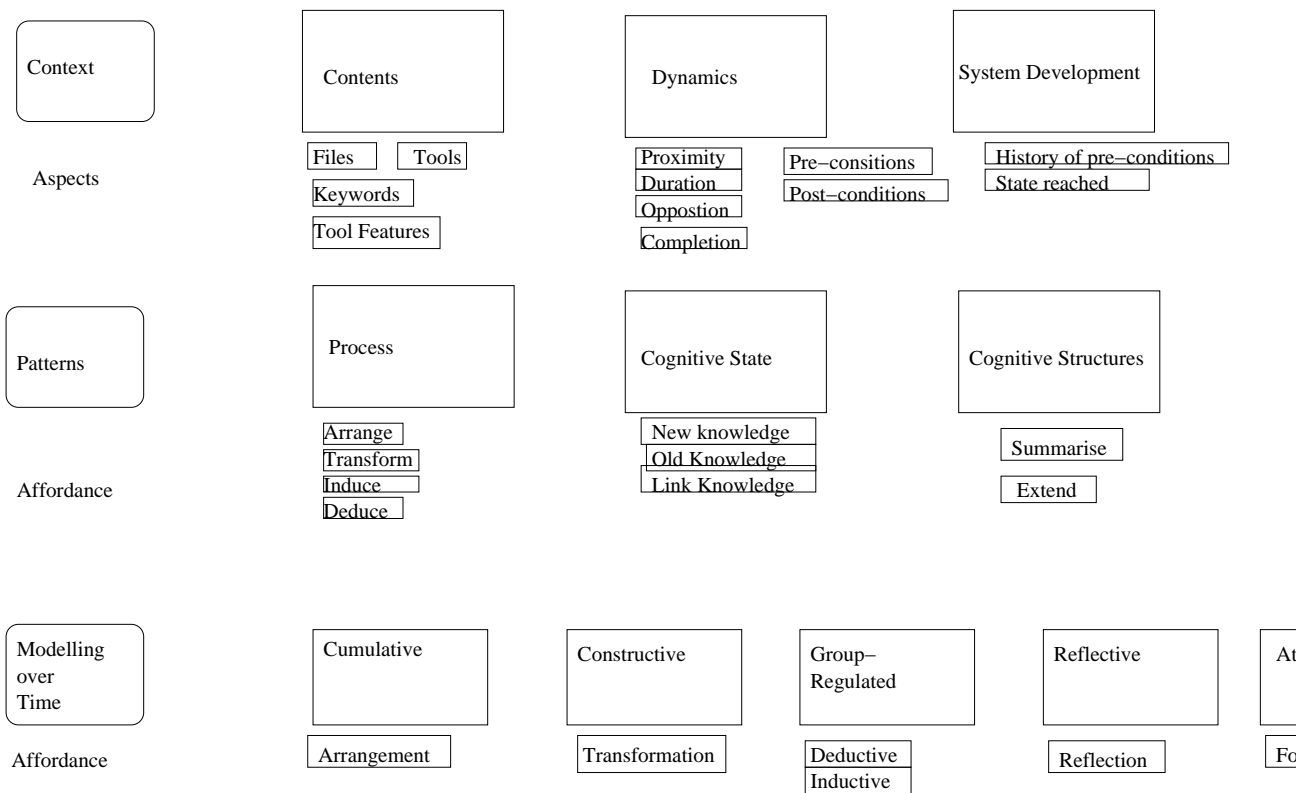 Context
Contents
Dynamics
System Development
Aspects
Files
Tools
Keywords
Tool Features
Proximity
Duration
Oppostion
Completion
Pre−consitions
Post−conditions
History of pre−conditions
State reached
Patterns
Process
Cognitive State
Cognitive Structures
Affordance
Arrange
Transform
Induce
Deduce
New knowledge
Old Knowledge
Link Knowledge
Summarise
Extend
Modelling
over
Time
Cumulative
Constructive
Group−
Regulated
Reflective
Affordance
Arrangement
Transformation
Deductive
Inductive
Reflection